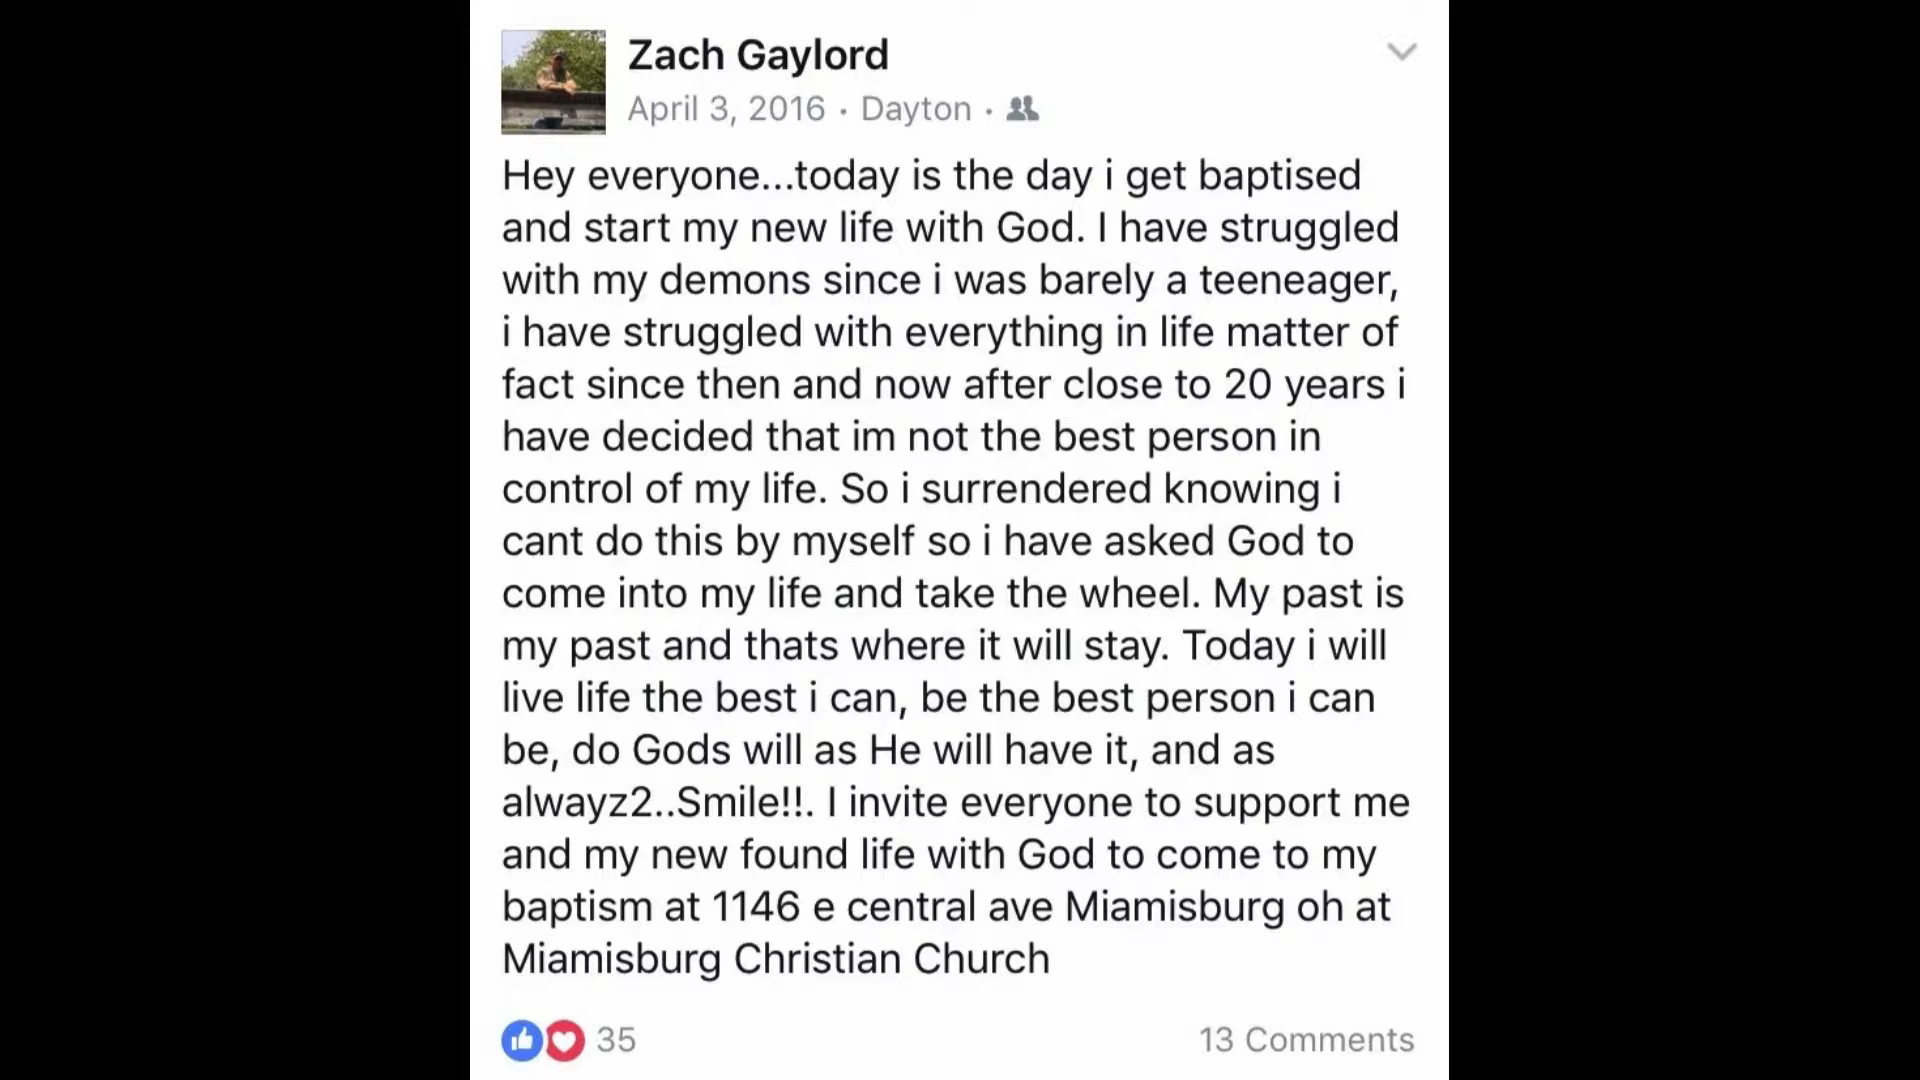 Zach Gaylord
April 3, 2016 · Dayton ·
Hey everyone...today is the day i get baptised
and start my new life with God. I have struggled
with my demons since i was barely a teeneager,
i have struggled with everything in life matter of
fact since then and now after close to 20 years i
have decided that im not the best person in
control of my life. So i surrendered knowing i
cant do this by myself so i have asked God to
come into my life and take the wheel. My past is
my past and thats where it will stay. Today i will
live life the best i can, be the best person i can
be, do Gods will as He will have it, and as
alwayz2..Smile!!. I invite everyone to support me
and my new found life with God to come to my
baptism at 1146 e central ave Miamisburg oh at
Miamisburg Christian Church
35
13 Comments